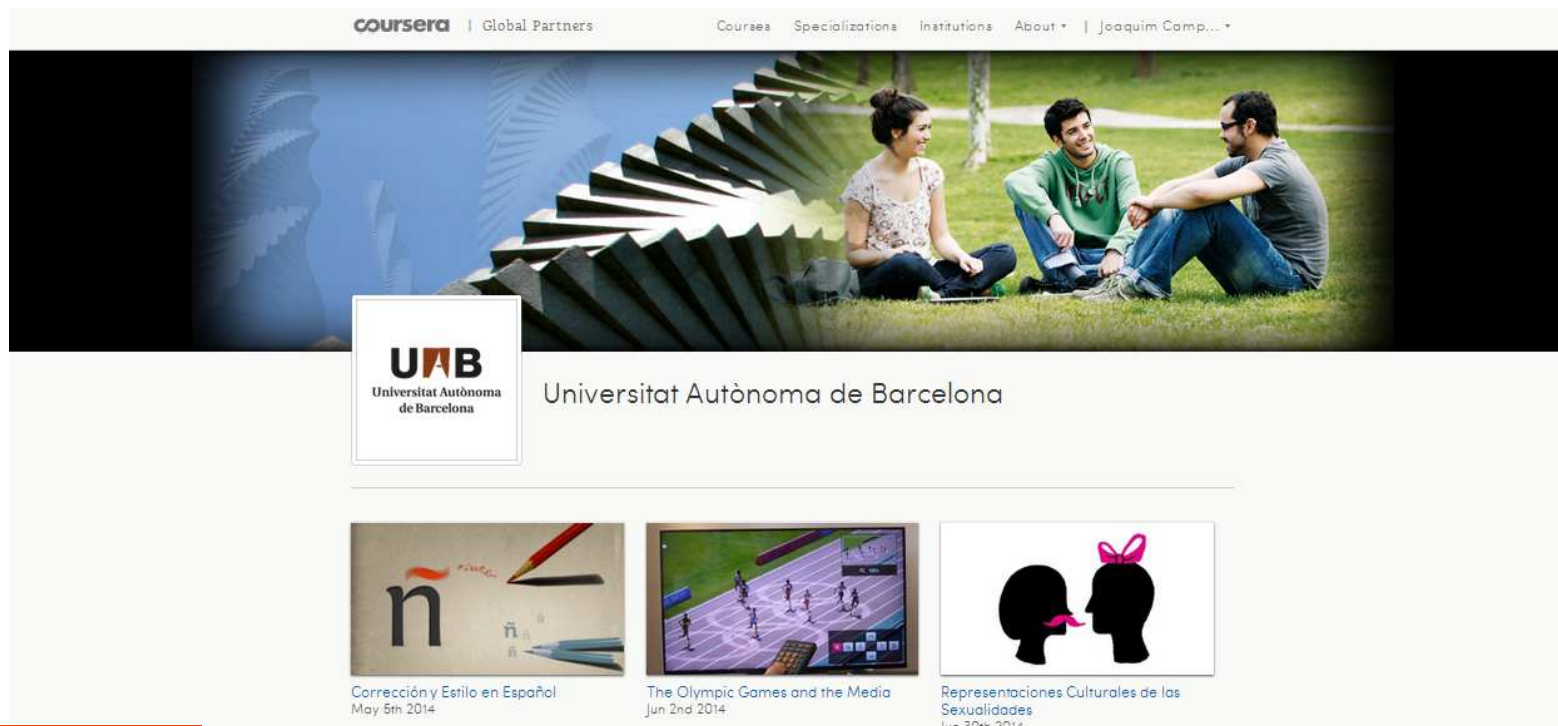 coursera | Global Partners
Courses Specializations Institutions About | Joaquim Camp...
UAB
Universitat Autònoma
de Barcelona
Universitat Autònoma de Barcelona
ñ
ñ
ñ
Corrección y Estilo en Español
May 5th 2014
The Olympic Games and the Media
Jun 2nd 2014
Representaciones Culturales de las
Sexualidades